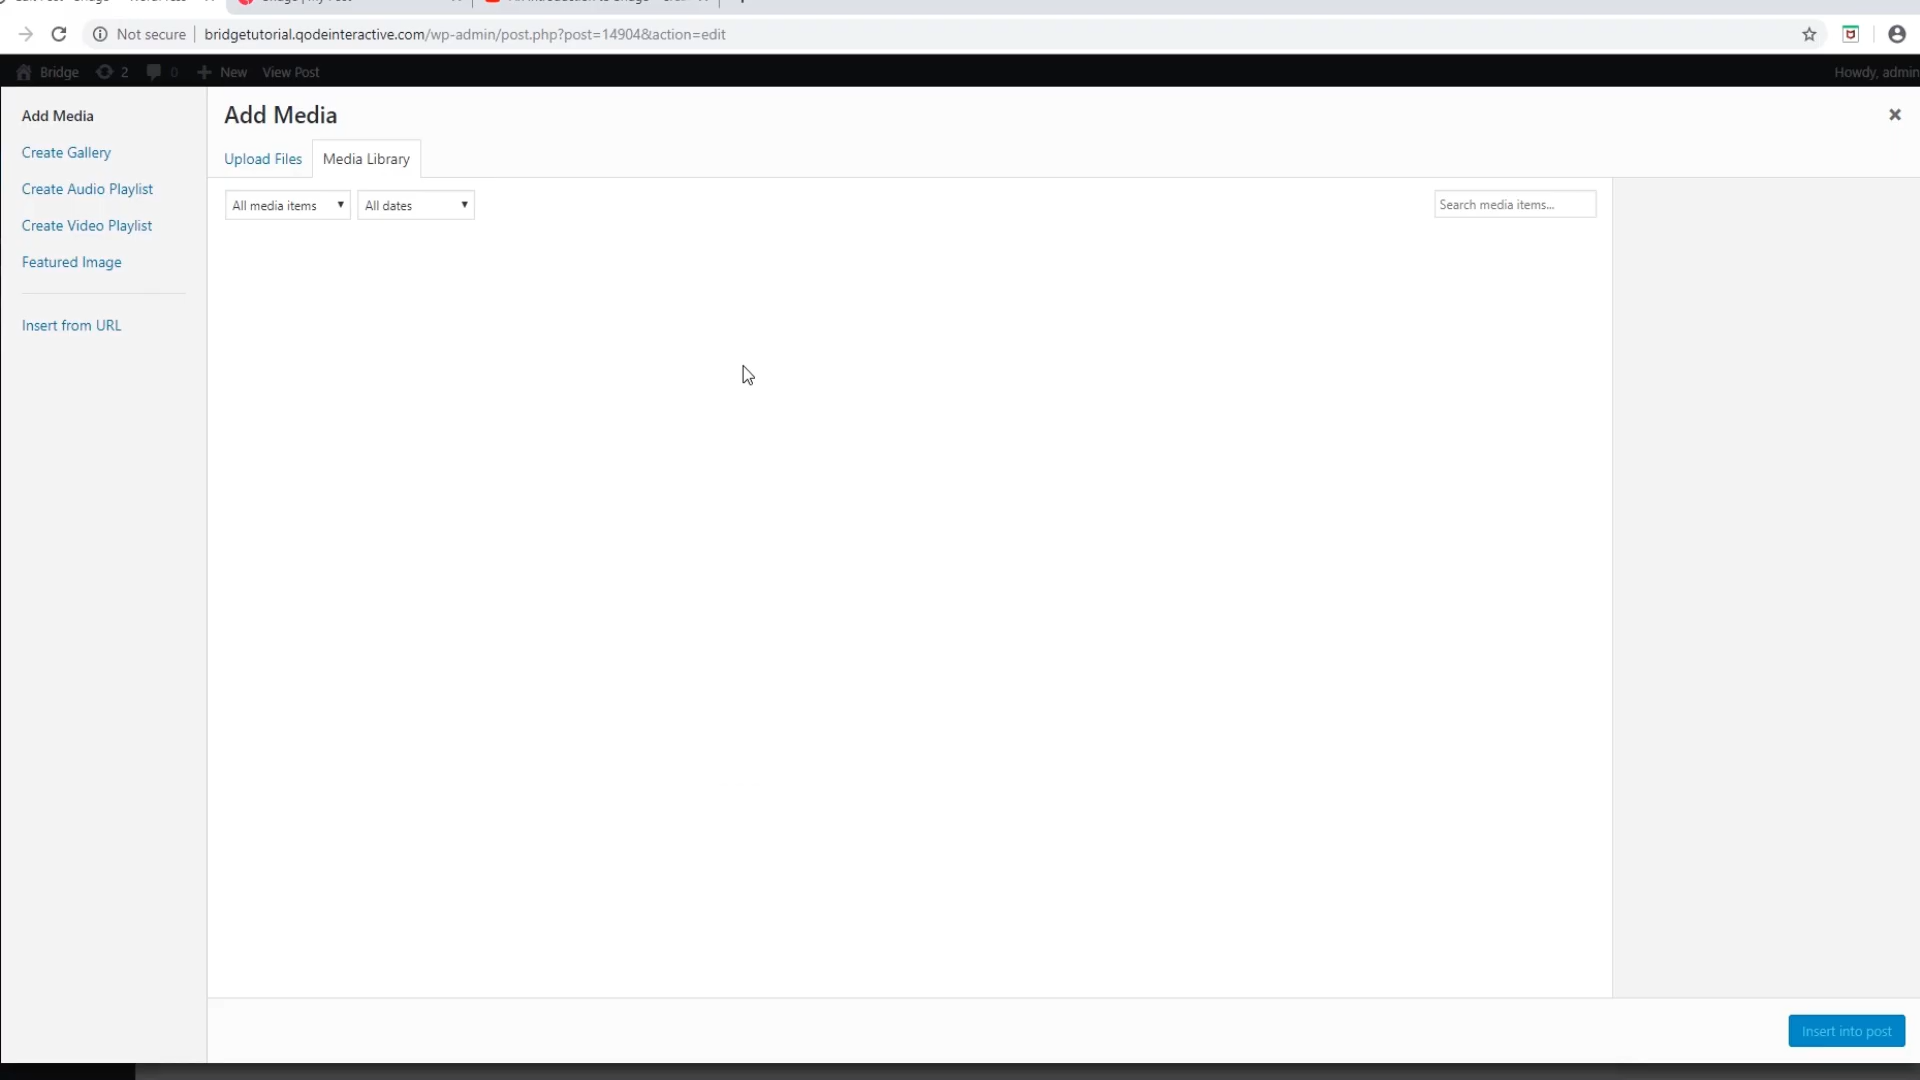 Not secure bridgetutorial.qodeinteractive.com/wp-admin/post.php?post=14904&action=edit
Bridge 2 0 New View Post Howdy, admin
Add Media
Create Gallery
Create Audio Playlist
Create Video Playlist
Featured Image
Insert from URL
Add Media
Upload Files Media Library
All media items All dates Search media items...
Insert into post